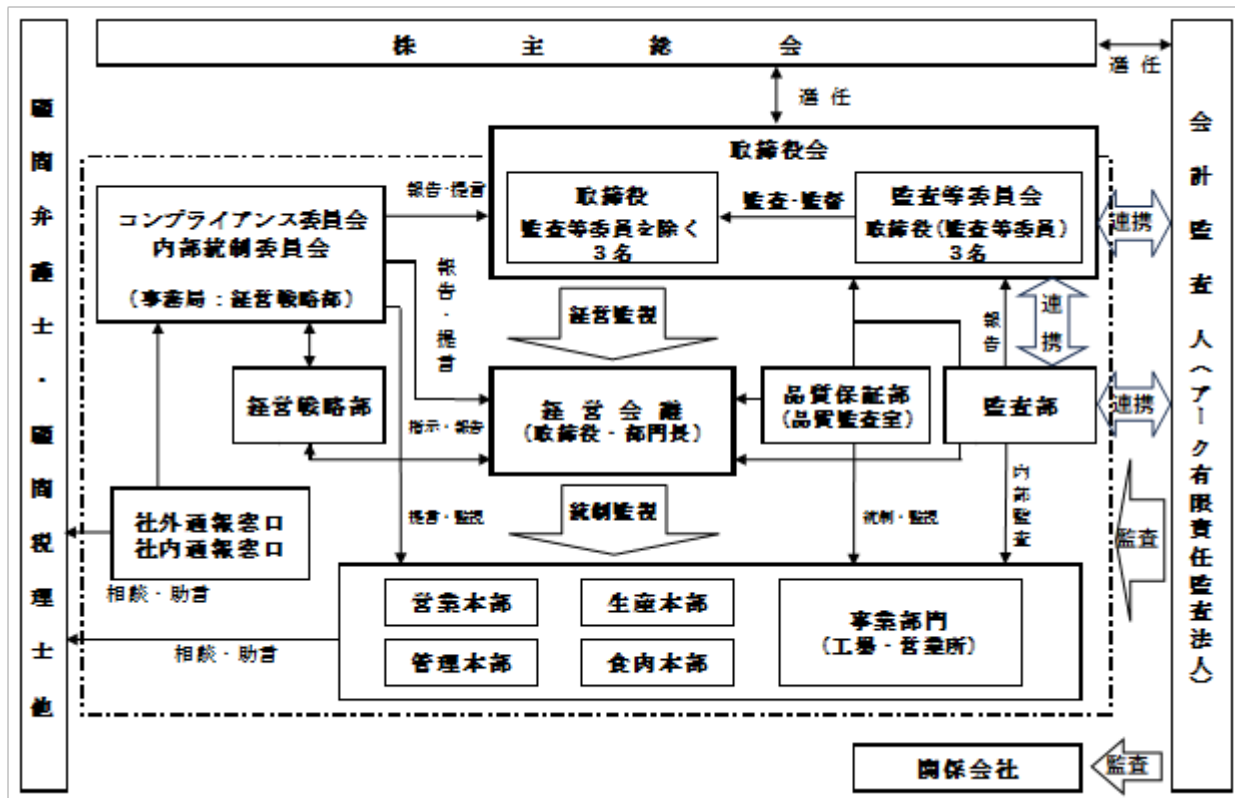 株主総会
選任
選任
顧問弁護士・顧問税理士他
会計監査人（アーク有限責任監査法人）
取締役会
取締役
監査等委員を除く
３名
監査・監督
監査等委員会
取締役（監査等委員）
３名
報告・提言
連携
コンプライアンス委員会
内部統制委員会
（事務局：経営戦略部）
報告・提言
経営監視
報告
連携
経営戦略部
指示・報告
経営会議
（取締役・部門長）
品質保証部
（品質監査室）
監査部
連携
社外通報窓口
社内通報窓口
相談・助言
提言・監視
統制監視
統制・監視
内部監査
監査
営業本部
生産本部
管理本部
食肉本部
事業部門
（工場・営業所）
相談・助言
関係会社
監査